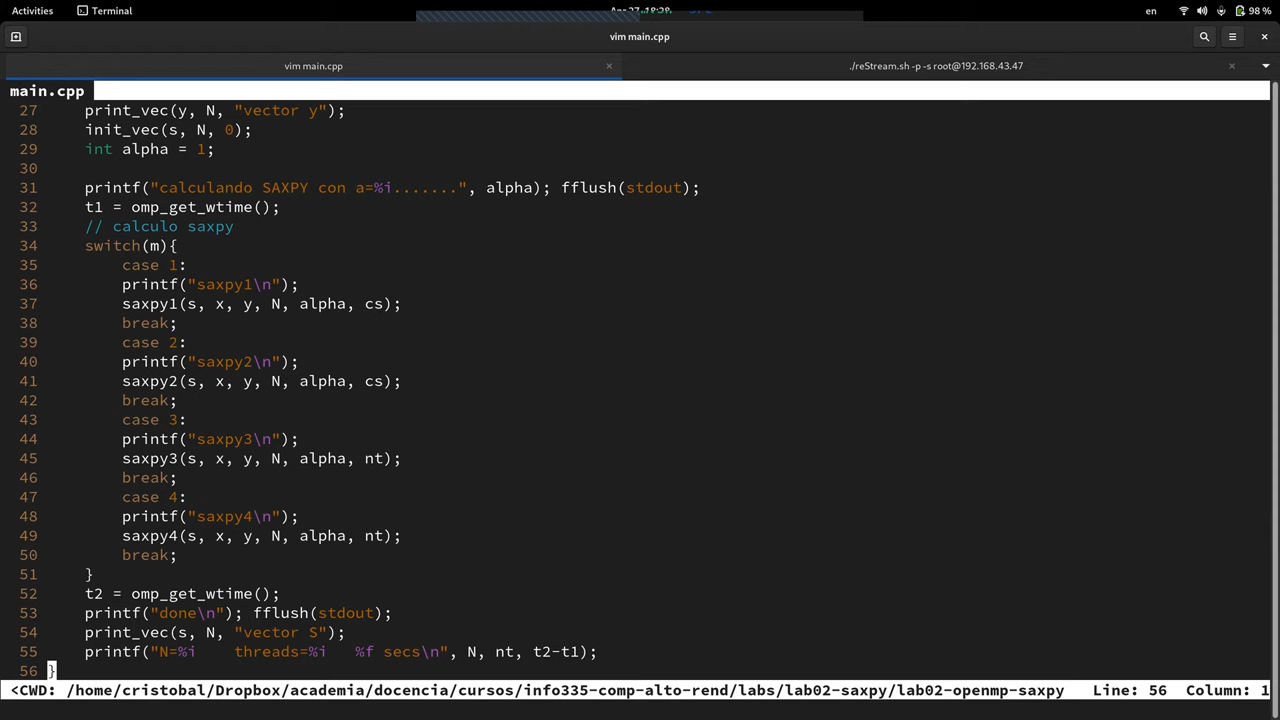 Activities Terminal Apr 27 18:28 en 98 %
vim main.cpp
vim main.cpp × ./reStream.sh -p -s root@192.168.43.47 ×
main.cpp
27 print_vec(y, N, "vector y");
28 init_vec(s, N, 0);
29 int alpha = 1;
30
31 printf("calculando SAXPY con a=%i.......", alpha); fflush(stdout);
32 t1 = omp_get_wtime();
33 // calculo saxpy
34 switch(m){
35 case 1:
36 printf("saxpy1\n");
37 saxpy1(s, x, y, N, alpha, cs);
38 break;
39 case 2:
40 printf("saxpy2\n");
41 saxpy2(s, x, y, N, alpha, cs);
42 break;
43 case 3:
44 printf("saxpy3\n");
45 saxpy3(s, x, y, N, alpha, nt);
46 break;
47 case 4:
48 printf("saxpy4\n");
49 saxpy4(s, x, y, N, alpha, nt);
50 break;
51 }
52 t2 = omp_get_wtime();
53 printf("done\n"); fflush(stdout);
54 print_vec(s, N, "vector S");
55 printf("N=%i    threads=%i   %f secs\n", N, nt, t2-t1);
56 }
<CWD: /home/cristobal/Dropbox/academia/docencia/cursos/info335-comp-alto-rend/labs/lab02-saxpy/lab02-openmp-saxpy Line: 56 Column: 1